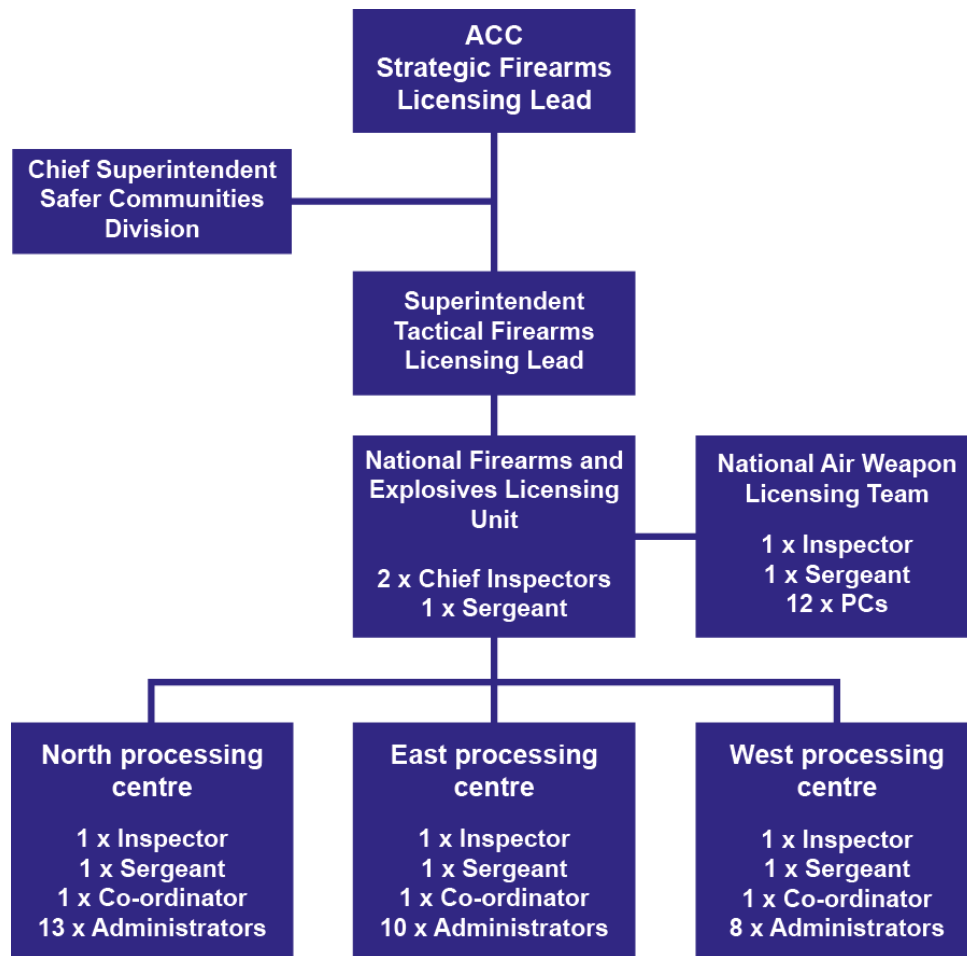 ACC
Strategic Firearms
Licensing Lead
Chief Superintendent
Safer Communities
Division
Superintendent
Tactical Firearms
Licensing Lead
National Firearms and
Explosives Licensing
Unit
2 x Chief Inspectors
1 x Sergeant
National Air Weapon
Licensing Team
1 x Inspector
1 x Sergeant
12 x PCs
North processing
centre
1 x Inspector
1 x Sergeant
1 x Co-ordinator
13 x Administrators
East processing
centre
1 x Inspector
1 x Sergeant
1 x Co-ordinator
10 x Administrators
West processing
centre
1 x Inspector
1 x Sergeant
1 x Co-ordinator
8 x Administrators